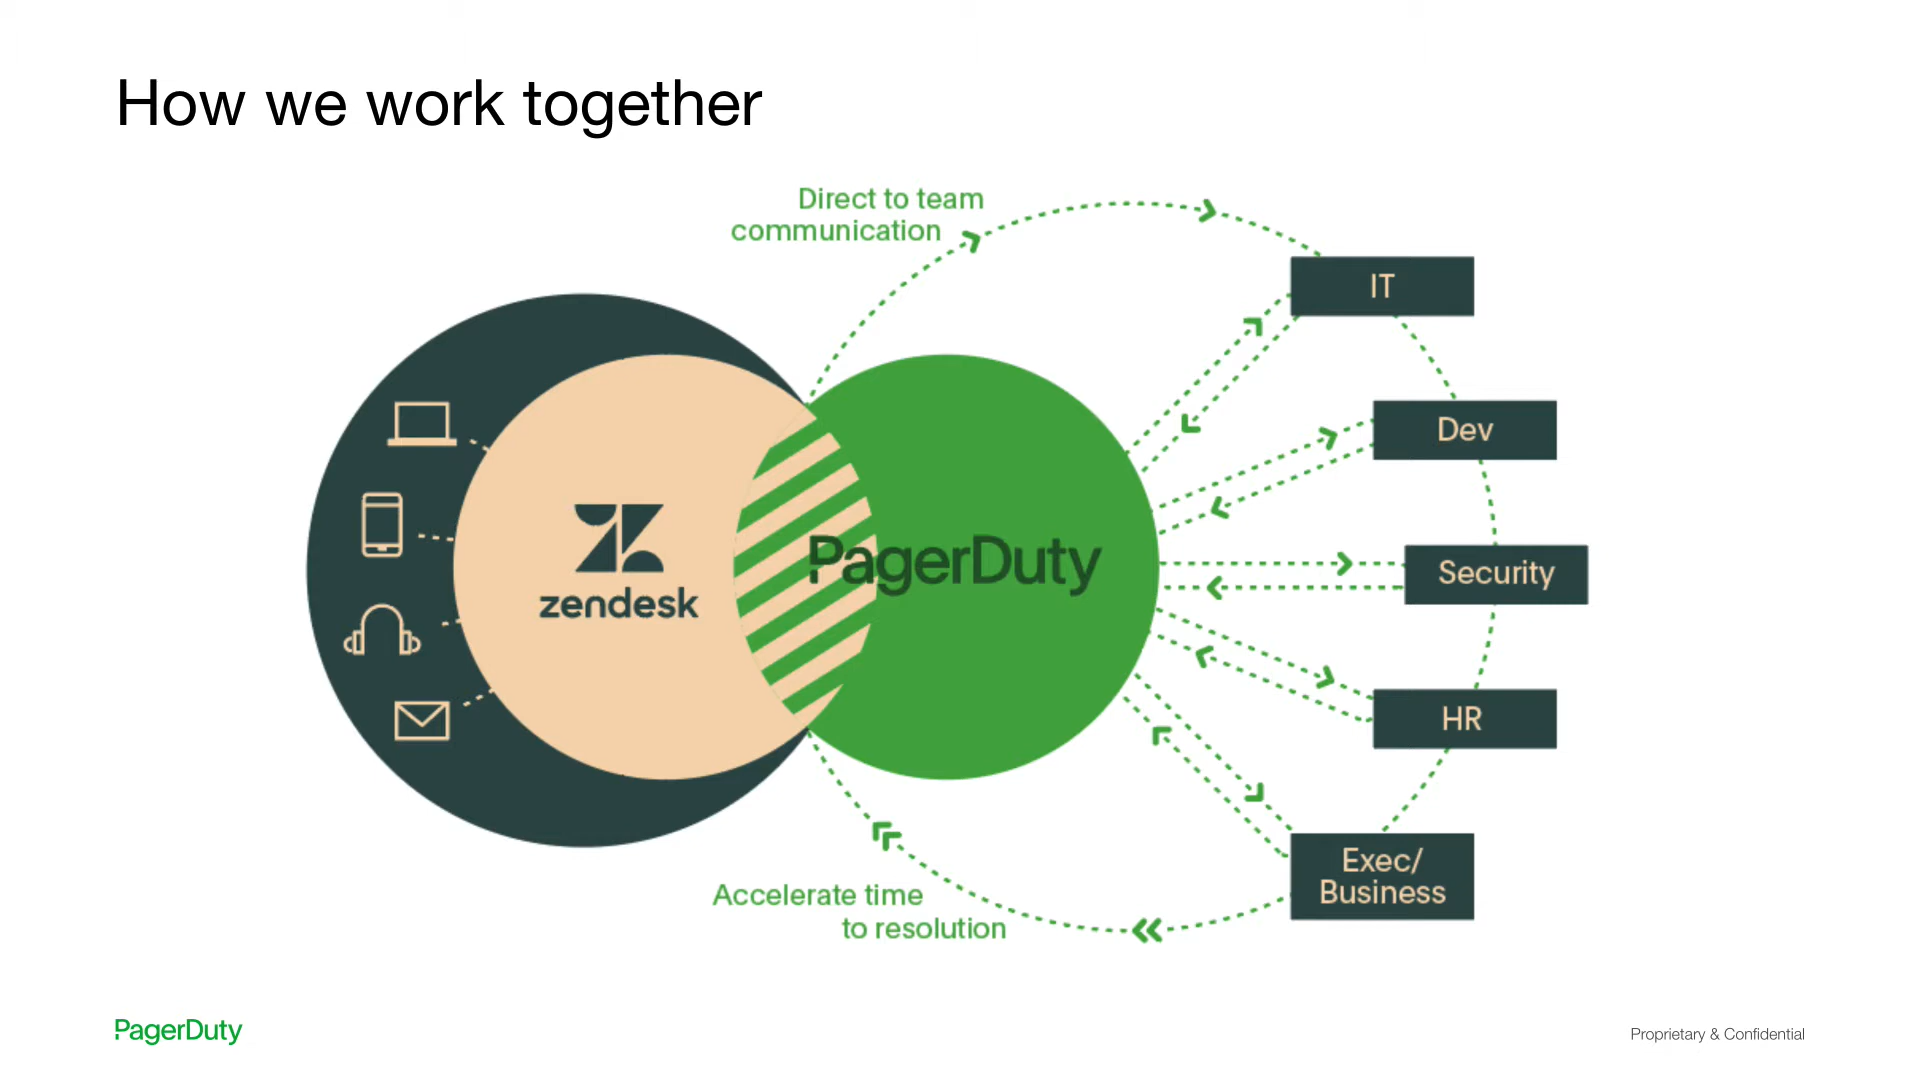 How we work together
Direct to team
communication
IT
Dev
zendesk
PagerDuty
Security
HR
Exec/
Business
Accelerate time
to resolution
PagerDuty
Proprietary & Confidential